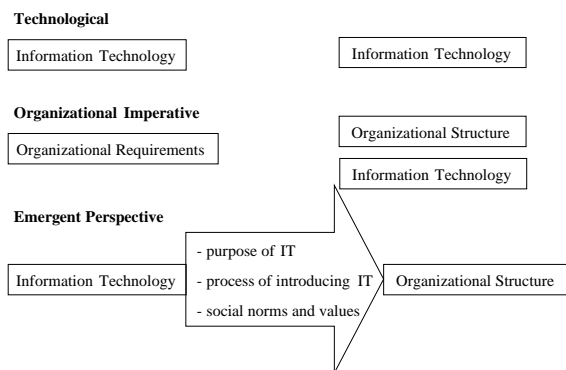 Technological
Information Technology
Information Technology
Organizational Imperative
Organizational Structure
Organizational Requirements
Information Technology
Emergent Perspective
- purpose of IT
Information Technology
- process of introducing IT
Organizational Structure
- social norms and values